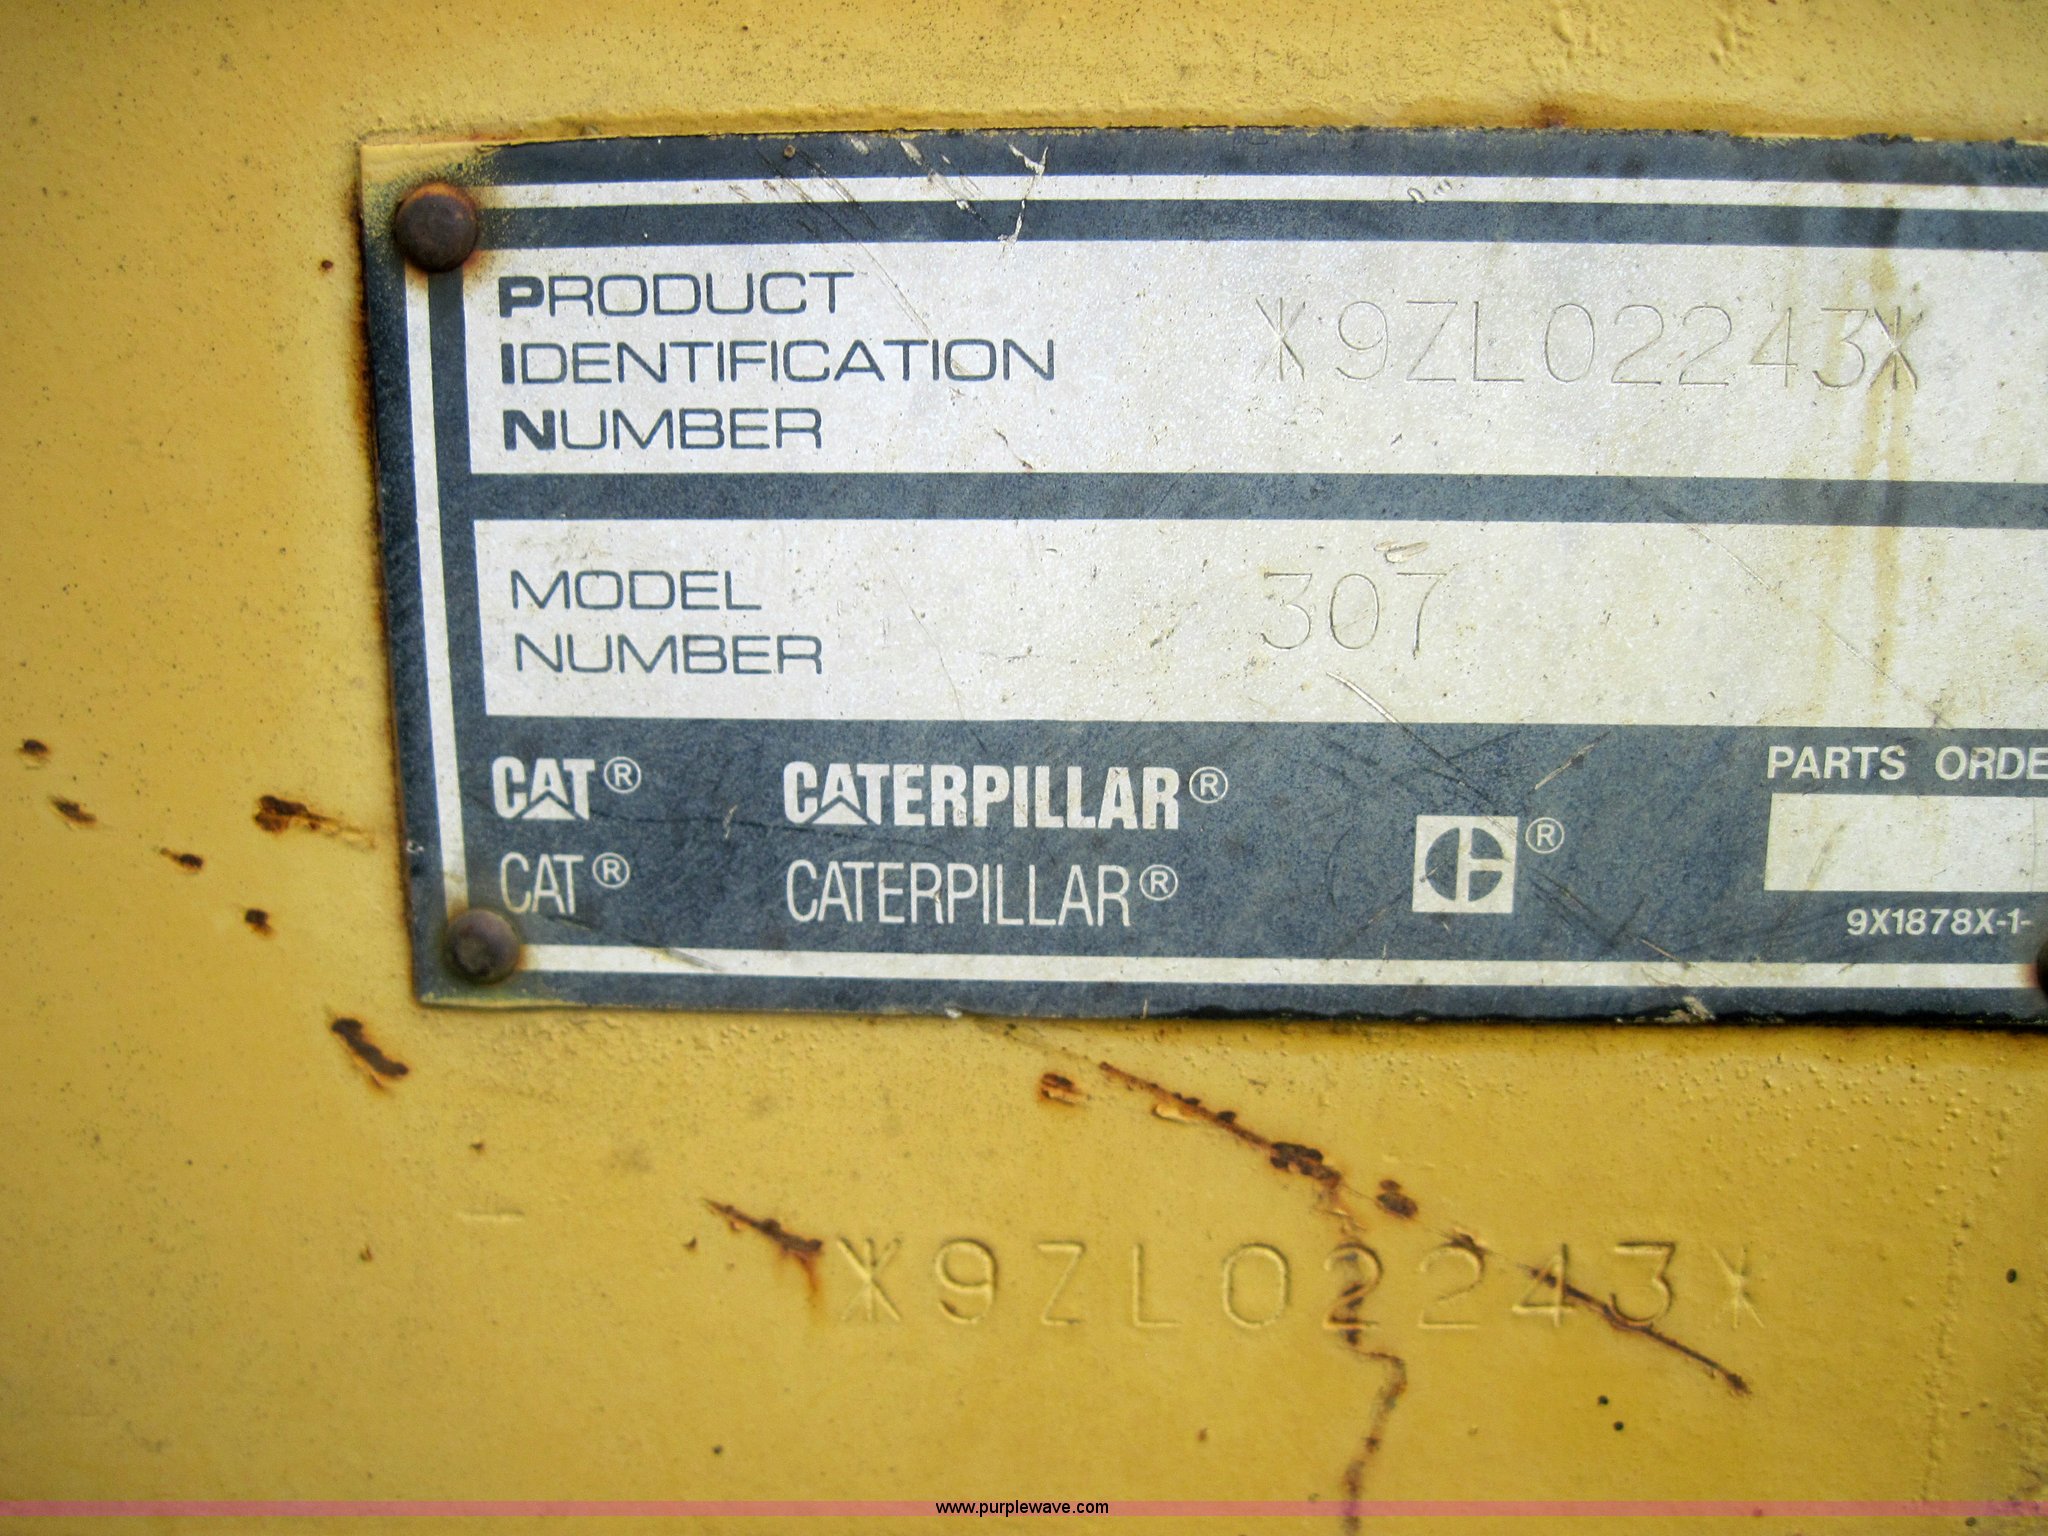 PRODUCT
IDENTIFICATION
NUMBER
*9ZL02243*
MODEL
NUMBER
307
CAT® CATERPILLAR®
CAT® CATERPILLAR®
®
PARTS ORDE
9X1878X-1-
*9ZL02243*
www.purplewave.com